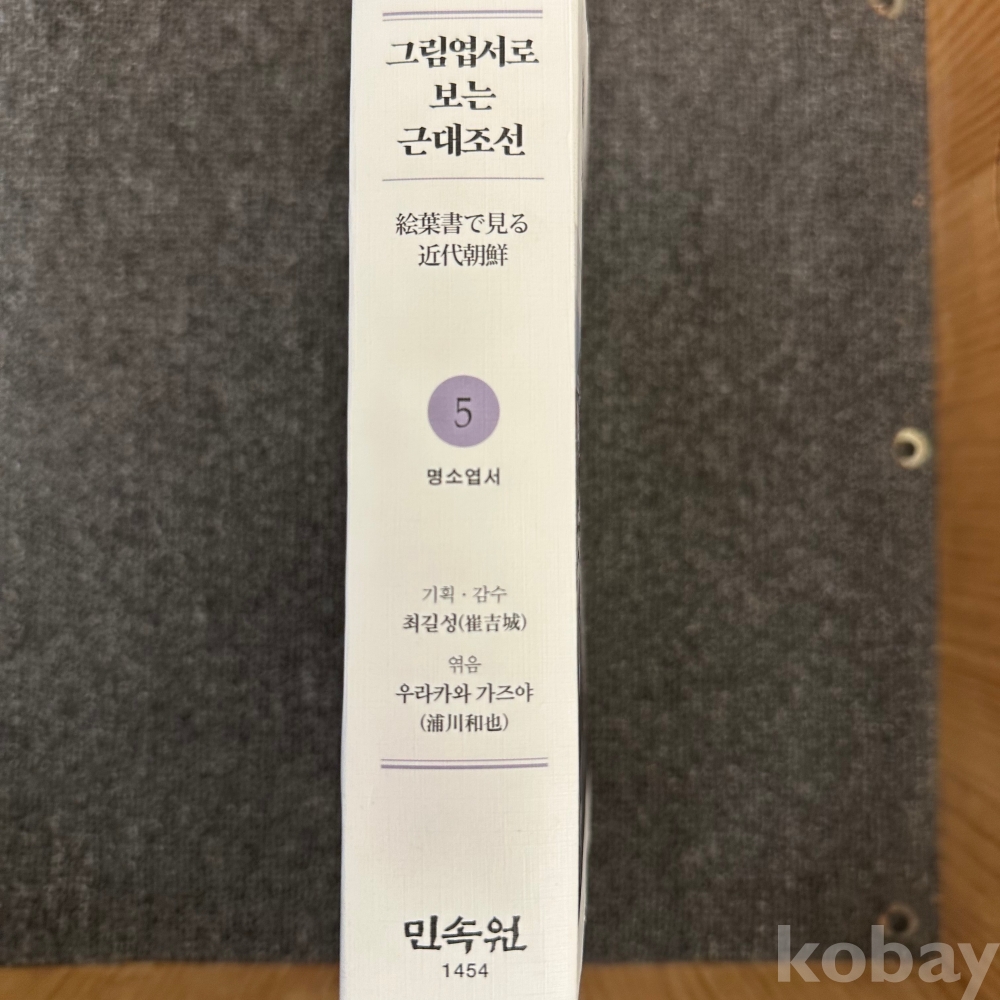 그림엽서로
보는
근대조선
絵葉書で見る
近代朝鮮
5
명소엽서
기획 · 감수
최길성(崔吉城)
엮음
우라카와 가즈야
(浦川和也)
민속원
1454
kobay